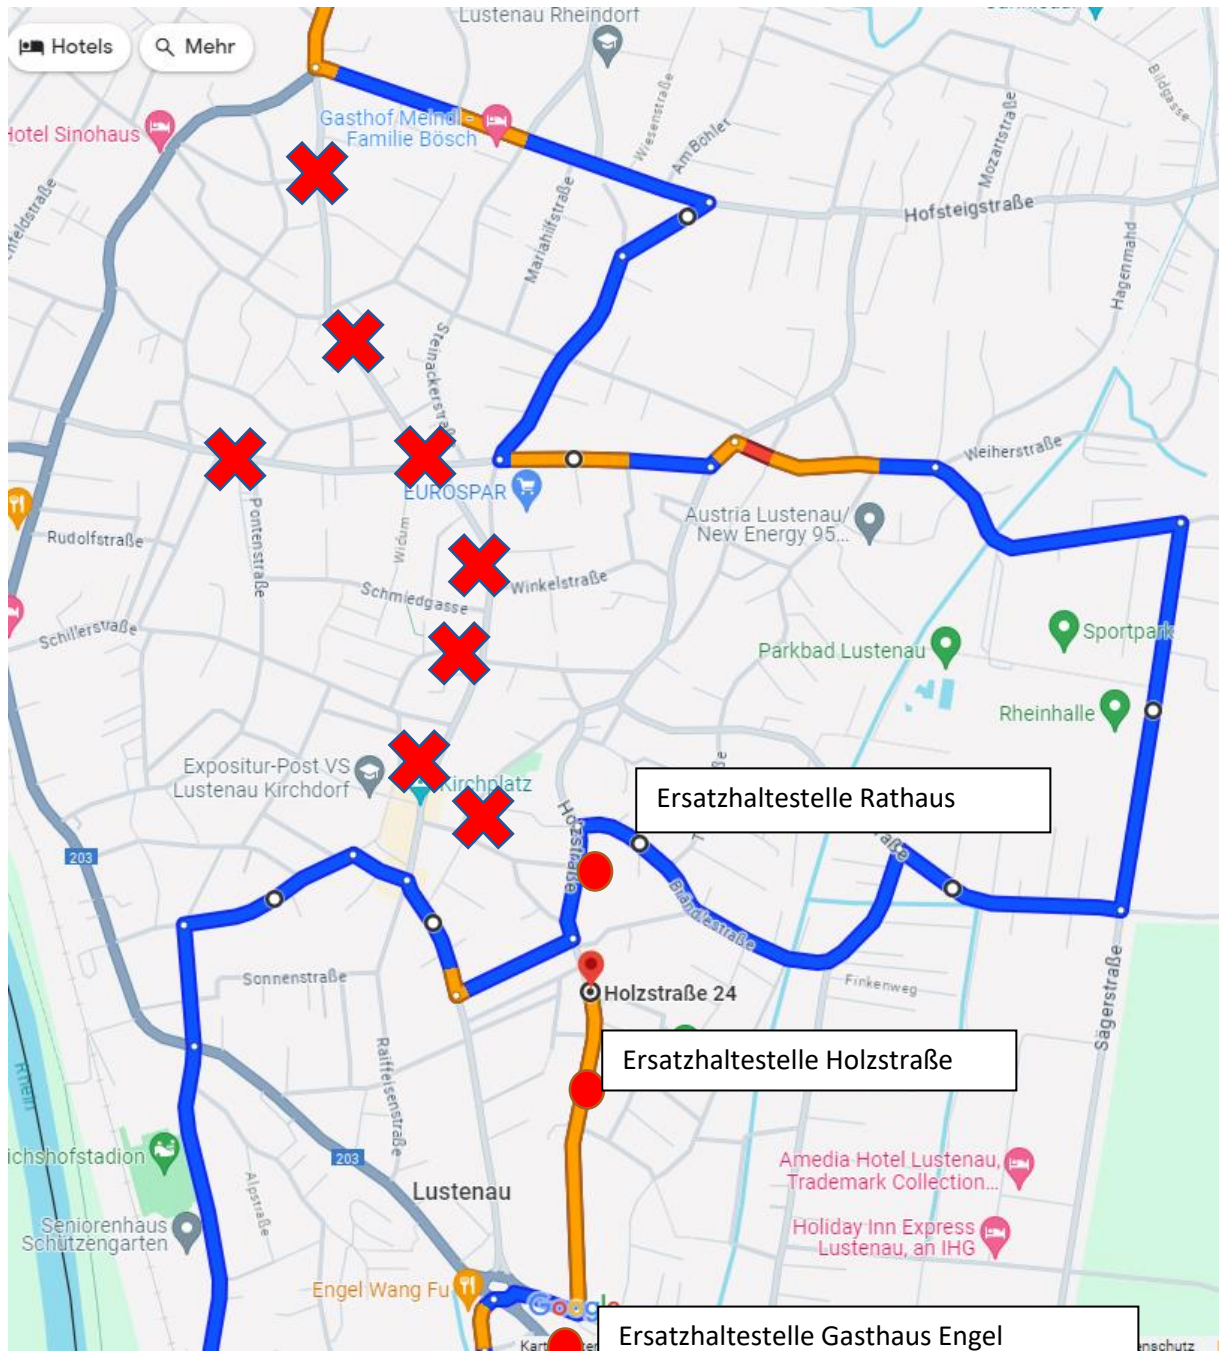 Lustenau Rheindorf
Hotels
Mehr
Bildgasse
Gasthof Meindl -
Familie Bösch
Hotel Sinohaus
Wiesenstraße
Am Böhler
Mozartstraße
Hofsteigstraße
Mariahilfstraße
Hagenmahd
Steinackerstraße
Weiherstraße
EUROSPAR
Rudolfstraße
Pontenstraße
Widum
Austria Lustenau/
New Energy 95...
Winkelstraße
Schmiedgasse
Schillerstraße
Sportpark
Parkbad Lustenau
Rheinhalle
Expositur-Post VS
Lustenau Kirchdorf
Kirchplatz
Ersatzhaltestelle Rathaus
Holzstraße
203
Brändlestraße
Sonnenstraße
Finkenweg
Holzstraße 24
Sägerstraße
Rhein
Raiffeisenstraße
Ersatzhaltestelle Holzstraße
ichshofstadion
203
Alpstraße
Lustenau
Amedia Hotel Lustenau,
Trademark Collection...
Seniorenhaus
Schützengarten
Holiday Inn Express
Lustenau, an IHG
Engel Wang Fu
Google
Ersatzhaltestelle Gasthaus Engel